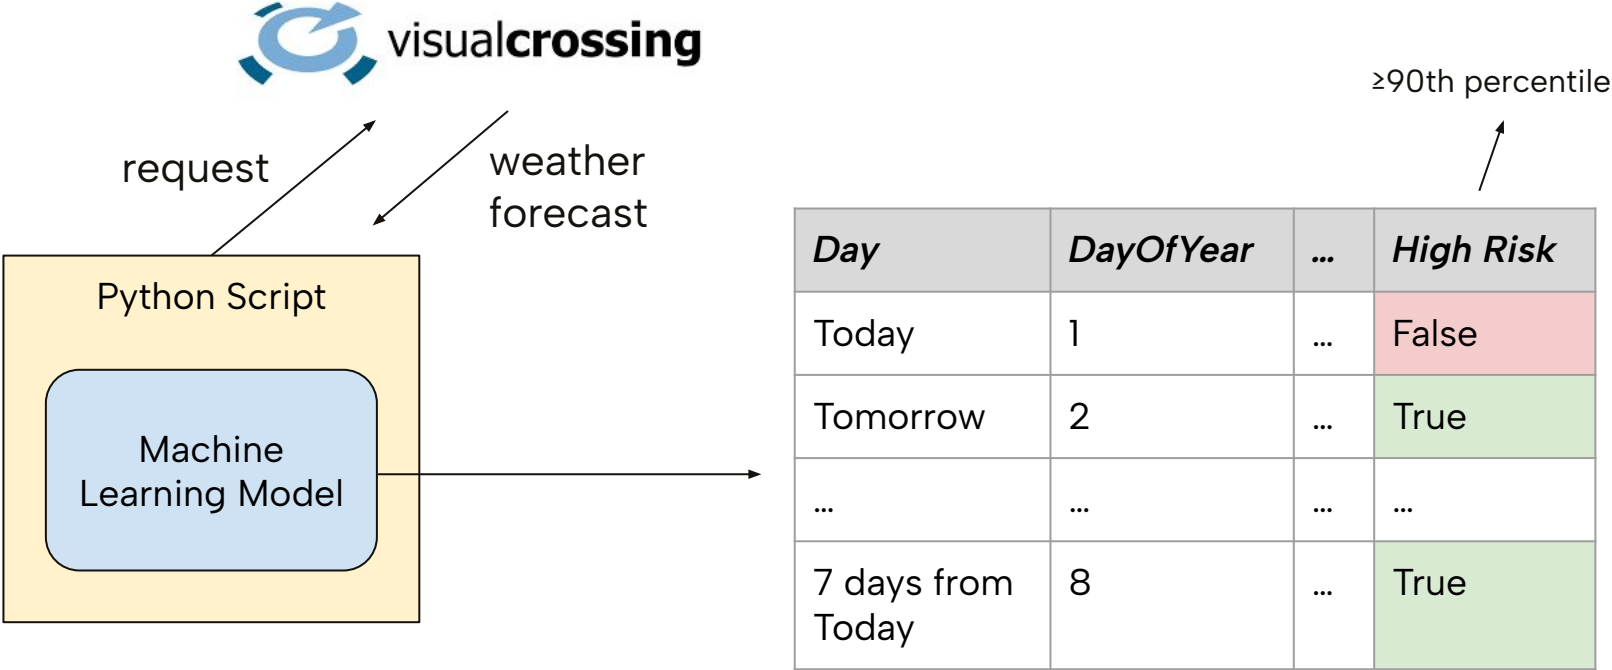 visualcrossing
≥90th percentile
request
weather
forecast
Python Script
Machine
Learning Model
Day DayOfYear ... High Risk
Today 1 ... False
Tomorrow 2 ... True
... ... ... ...
7 days from 8 ... True
Today